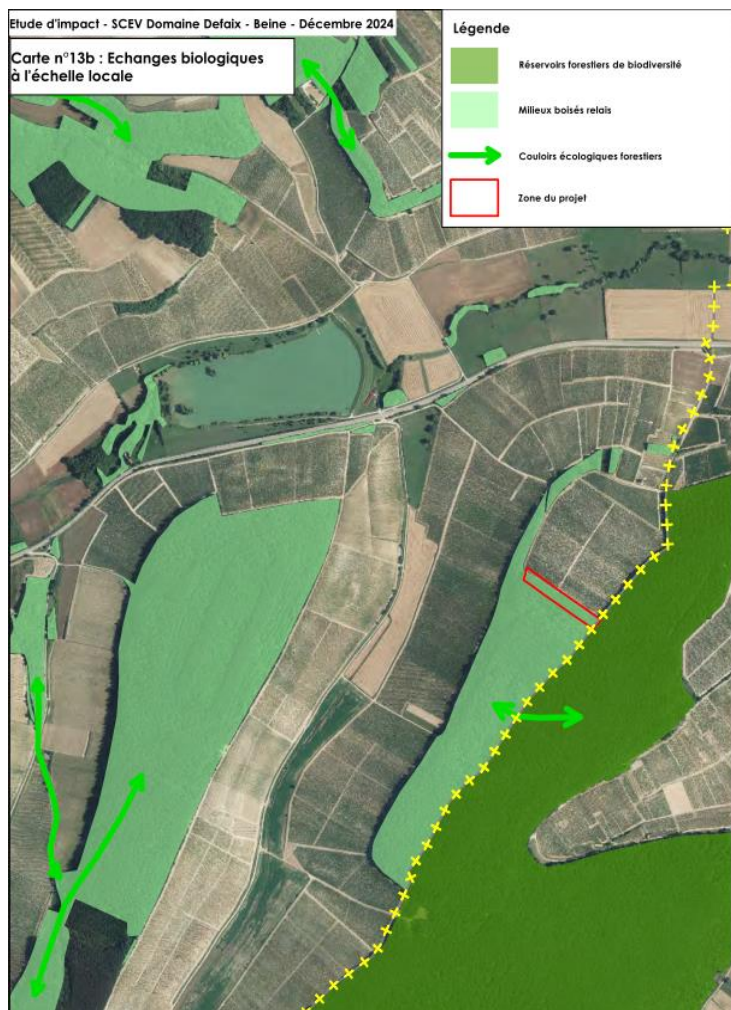 Etude d'impact - SCEV Domaine Defaix - Beine - Décembre 2024
Carte n°13b : Echanges biologiques
à l'échelle locale
Légende
Réservoirs forestiers de biodiversité
Milieux boisés relais
Couloirs écologiques forestiers
Zone du projet